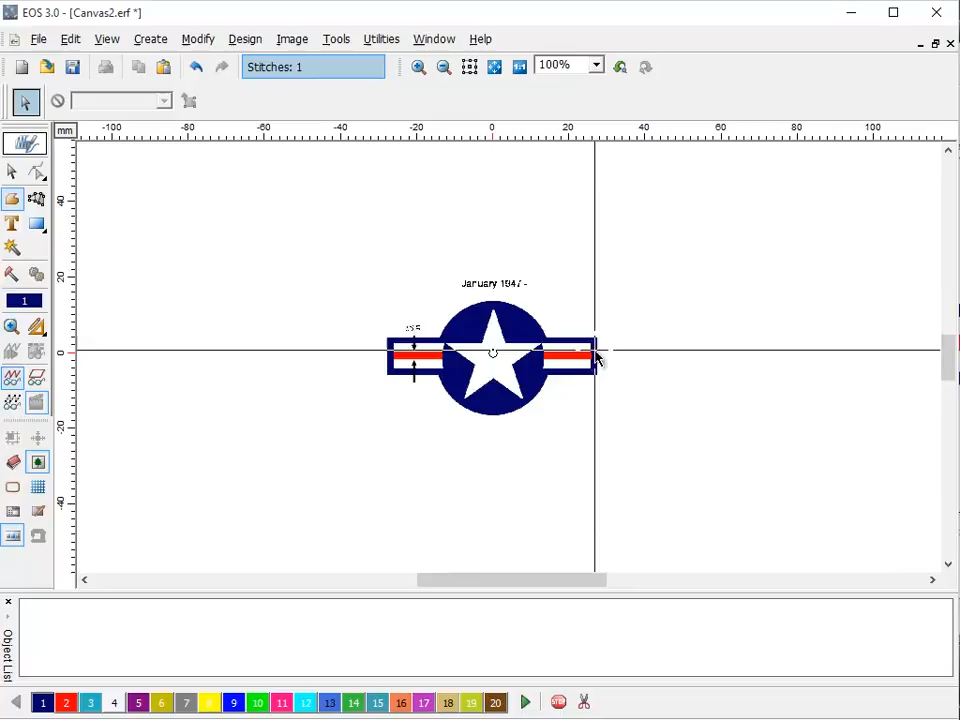 EOS 3.0 - [Canvas2.erf *]
File Edit View Create Modify Design Image Tools Utilities Window Help
Stitches: 1
100%
mm
-100 -80 -60 -40 -20 0 20 40 60 80 100
40
20
0
-20
-40
1
January 1947 -
Object List
1 2 3 4 5 6 7 8 9 10 11 12 13 14 15 16 17 18 19 20
STOP